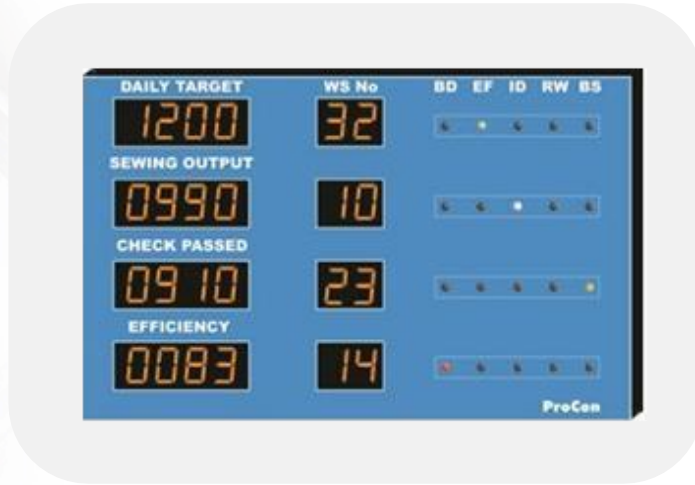 DAILY TARGET WS No BD EF ID RW BS
1200 32
SEWING OUTPUT
0990 10
CHECK PASSED
0910 23
EFFICIENCY
0083 14
ProCon